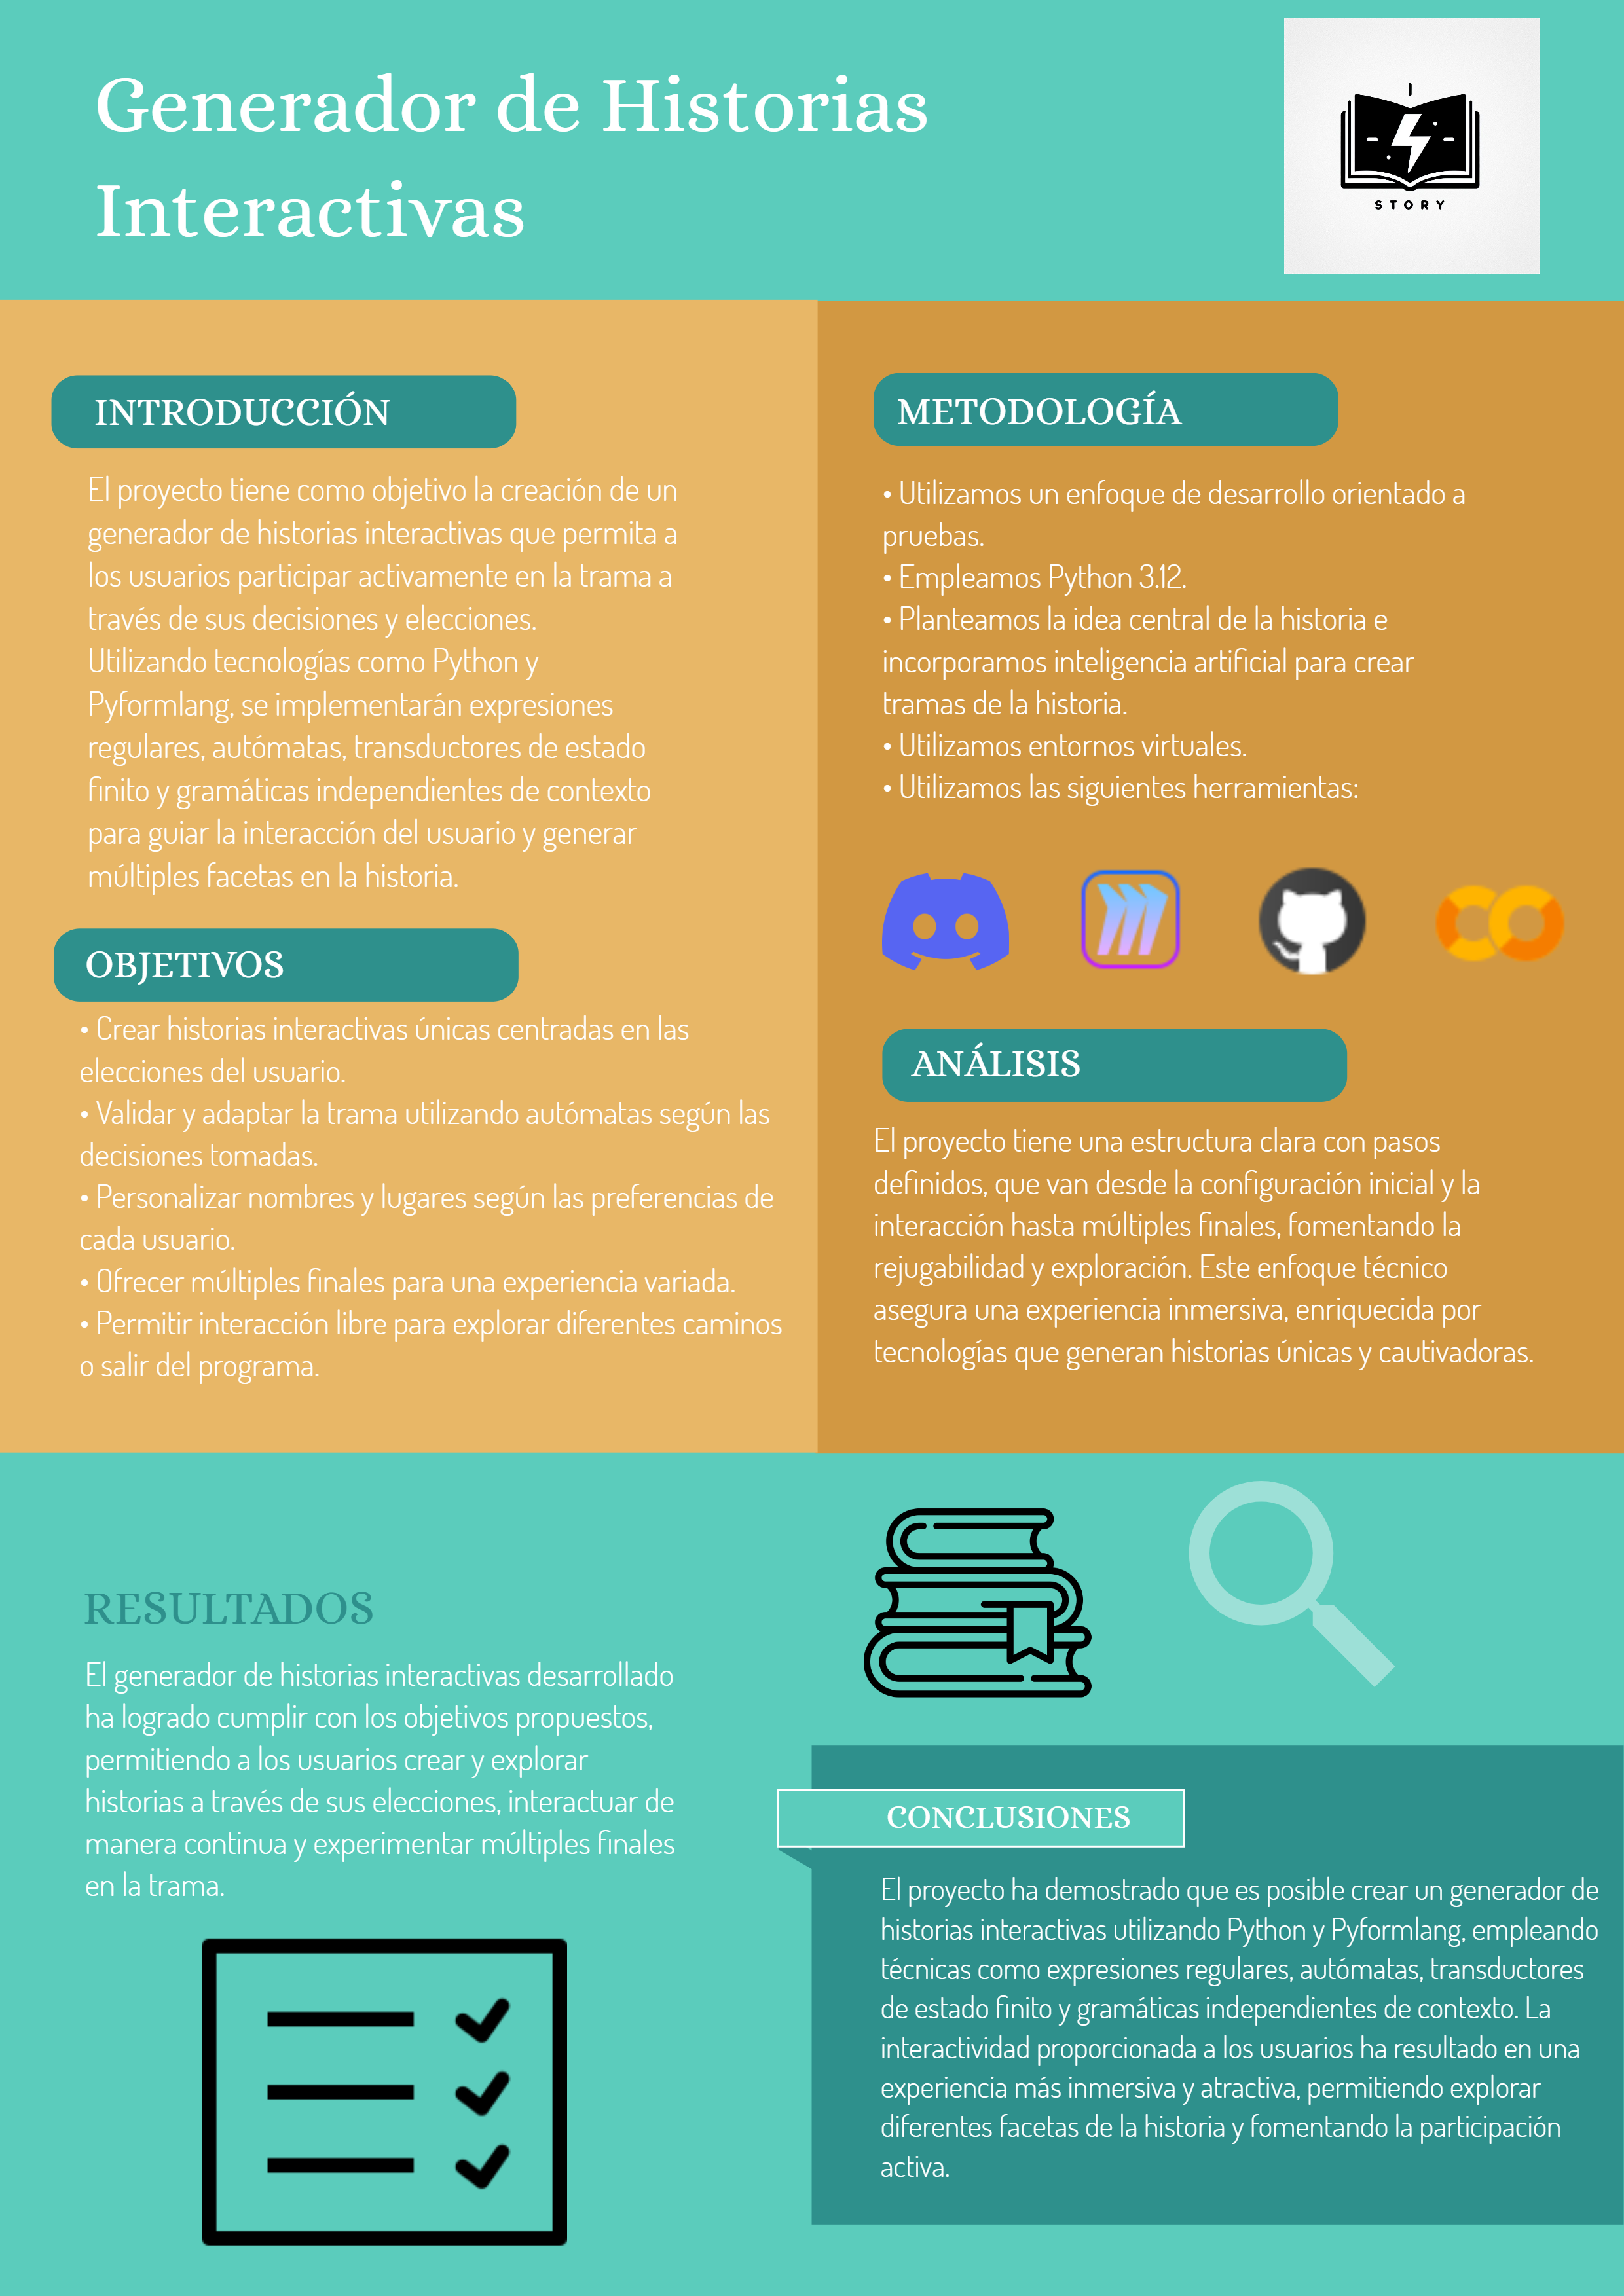 Generador de Historias
Interactivas
STORY
INTRODUCCIÓN
El proyecto tiene como objetivo la creación de un
generador de historias interactivas que permita a
los usuarios participar activamente en la trama a
través de sus decisiones y elecciones.
Utilizando tecnologías como Python y
Pyformlang, se implementarán expresiones
regulares, autómatas, transductores de estado
finito y gramáticas independientes de contexto
para guiar la interacción del usuario y generar
múltiples facetas en la historia.
OBJETIVOS
• Crear historias interactivas únicas centradas en las
elecciones del usuario.
• Validar y adaptar la trama utilizando autómatas según las
decisiones tomadas.
• Personalizar nombres y lugares según las preferencias de
cada usuario.
• Ofrecer múltiples finales para una experiencia variada.
• Permitir interacción libre para explorar diferentes caminos
o salir del programa.
METODOLOGÍA
• Utilizamos un enfoque de desarrollo orientado a
pruebas.
• Empleamos Python 3.12.
• Planteamos la idea central de la historia e
incorporamos inteligencia artificial para crear
tramas de la historia.
• Utilizamos entornos virtuales.
• Utilizamos las siguientes herramientas:
ANÁLISIS
El proyecto tiene una estructura clara con pasos
definidos, que van desde la configuración inicial y la
interacción hasta múltiples finales, fomentando la
rejugabilidad y exploración. Este enfoque técnico
asegura una experiencia inmersiva, enriquecida por
tecnologías que generan historias únicas y cautivadoras.
RESULTADOS
El generador de historias interactivas desarrollado
ha logrado cumplir con los objetivos propuestos,
permitiendo a los usuarios crear y explorar
historias a través de sus elecciones, interactuar de
manera continua y experimentar múltiples finales
en la trama.
CONCLUSIONES
El proyecto ha demostrado que es posible crear un generador de
historias interactivas utilizando Python y Pyformlang, empleando
técnicas como expresiones regulares, autómatas, transductores
de estado finito y gramáticas independientes de contexto. La
interactividad proporcionada a los usuarios ha resultado en una
experiencia más inmersiva y atractiva, permitiendo explorar
diferentes facetas de la historia y fomentando la participación
activa.